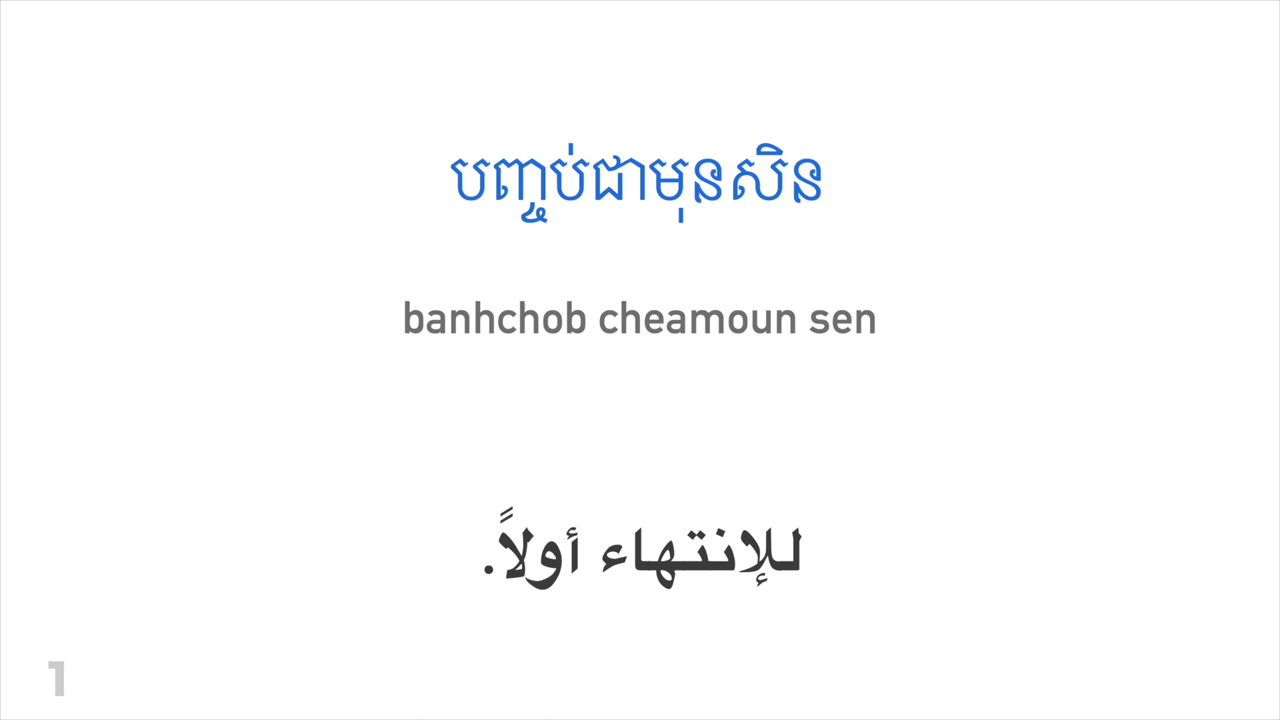 បញ្ចប់ជាមុនសិន
banhchob cheamoun sen
للإنتهاء أولاً.
1